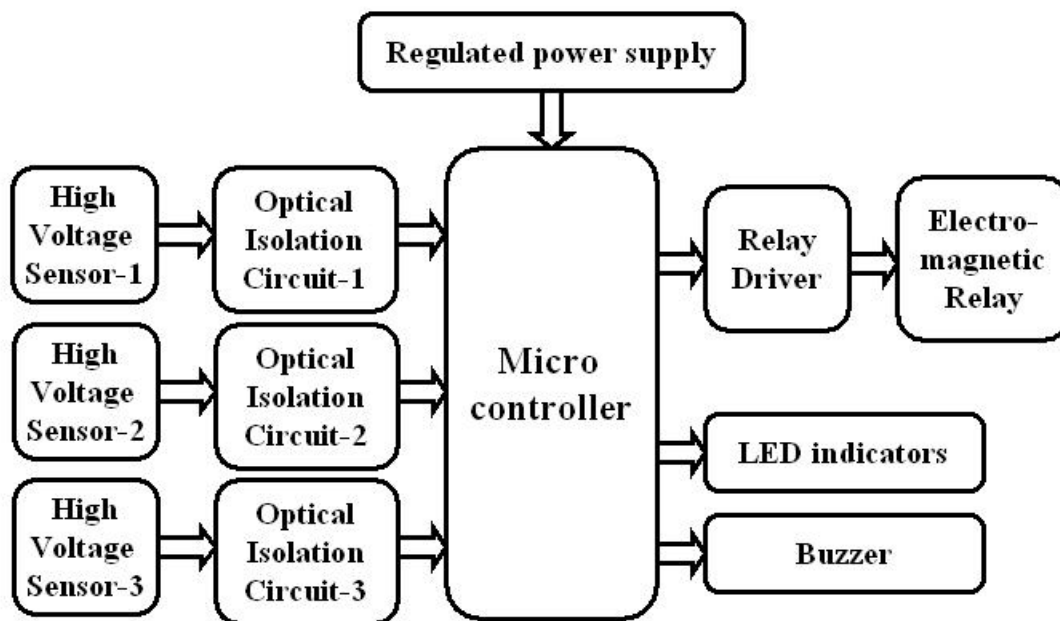 Regulated power supply
High
Voltage
Sensor-1
Optical
Isolation
Circuit-1
High
Voltage
Sensor-2
Optical
Isolation
Circuit-2
High
Voltage
Sensor-3
Optical
Isolation
Circuit-3
Micro
controller
Relay
Driver
Electro-
magnetic
Relay
LED indicators
Buzzer